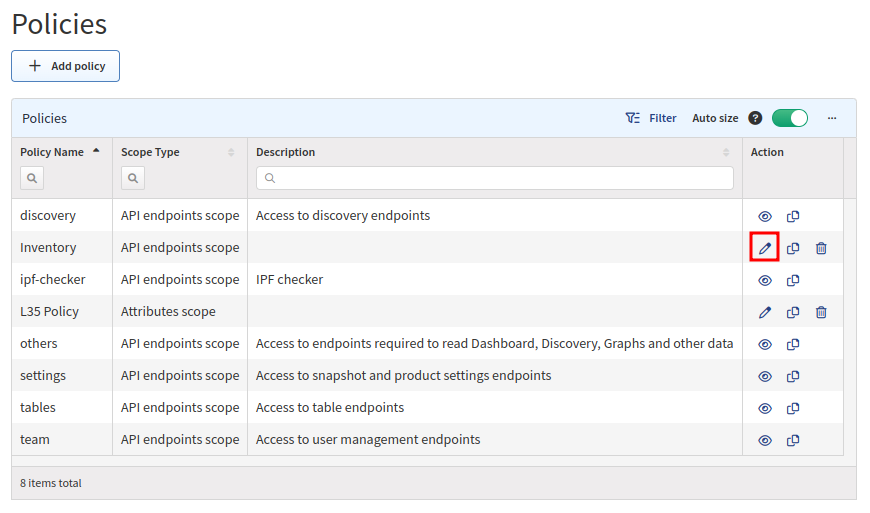 Policies
+ Add policy
Policies Filter Auto size ? ...
Policy Name Scope Type Description Action
discovery API endpoints scope Access to discovery endpoints
Inventory API endpoints scope
ipf-checker API endpoints scope IPF checker
L35 Policy Attributes scope
others API endpoints scope Access to endpoints required to read Dashboard, Discovery, Graphs and other data
settings API endpoints scope Access to snapshot and product settings endpoints
tables API endpoints scope Access to table endpoints
team API endpoints scope Access to user management endpoints
8 items total